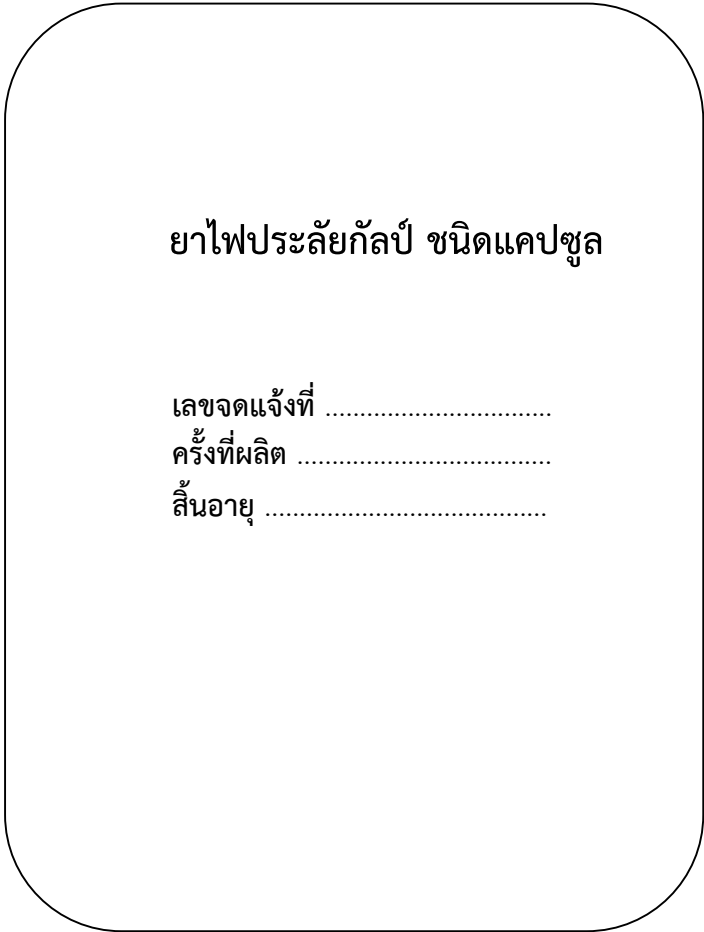 ยาไฟประลัยกัลป์ ชนิดแคปซูล
เลขจดแจ้งที่ .................................
ครั้งที่ผลิต .....................................
สิ้นอายุ .........................................